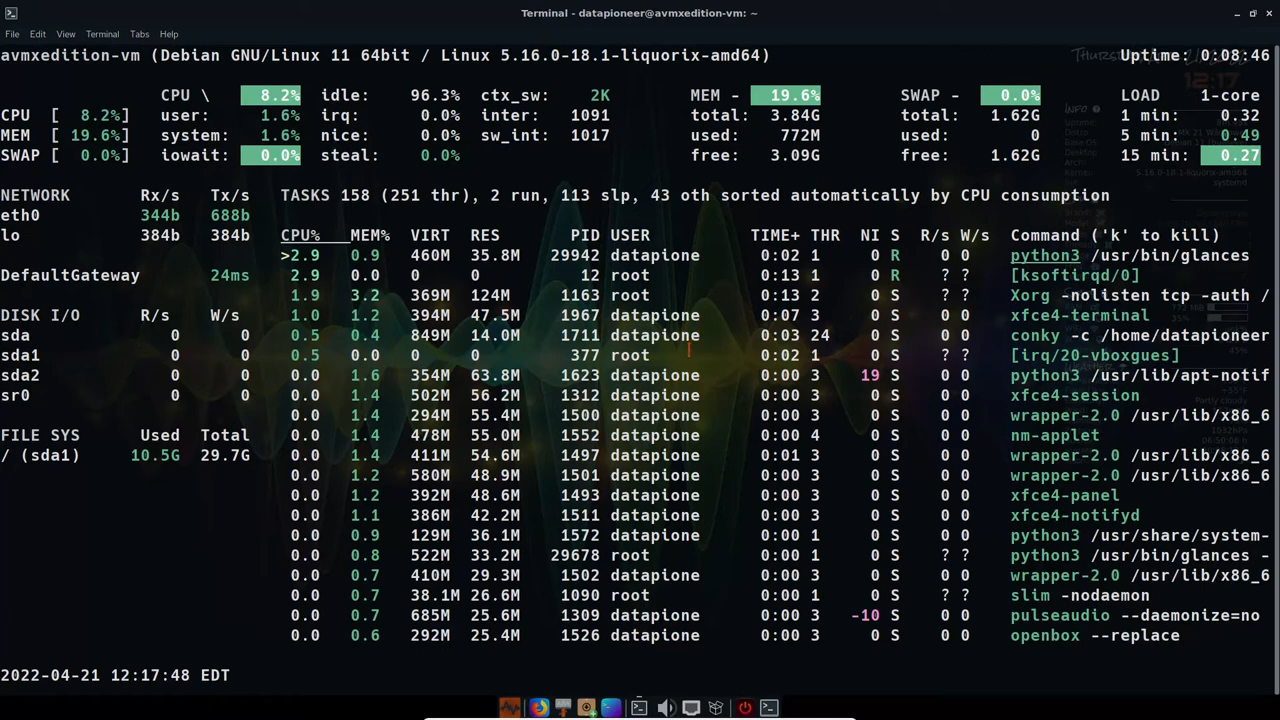 Terminal - datapioneer@avmxedition-vm: ~
File Edit View Terminal Tabs Help
avmxedition-vm (Debian GNU/Linux 11 64bit / Linux 5.16.0-18.1-liquorix-amd64) Uptime: 0:08:46
CPU \ 8.2% idle: 96.3% ctx_sw: 2K MEM - 19.6% SWAP - 0.0% LOAD 1-core
CPU [ 8.2%] user: 1.6% irq: 0.0% inter: 1091 total: 3.84G total: 1.62G 1 min: 0.32
MEM [ 19.6%] system: 1.6% nice: 0.0% sw_int: 1017 used: 772M used: 0 5 min: 0.49
SWAP [ 0.0%] iowait: 0.0% steal: 0.0% free: 3.09G free: 1.62G 15 min: 0.27
NETWORK Rx/s Tx/s TASKS 158 (251 thr), 2 run, 113 slp, 43 oth sorted automatically by CPU consumption
eth0 344b 688b
lo 384b 384b CPU% MEM% VIRT RES PID USER TIME+ THR NI S R/s W/s Command ('k' to kill)
>2.9 0.9 460M 35.8M 29942 datapione 0:02 1 0 R 0 0 python3 /usr/bin/glances
DefaultGateway 24ms 2.9 0.0 0 0 12 root 0:13 1 0 R ? ? [ksoftirqd/0]
1.9 3.2 369M 124M 1163 root 0:13 2 0 S ? ? Xorg -nolisten tcp -auth /
DISK I/O R/s W/s 1.0 1.2 394M 47.5M 1967 datapione 0:07 3 0 S 0 0 xfce4-terminal
sda 0 0 0.5 0.4 849M 14.0M 1711 datapione 0:03 24 0 S 0 0 conky -c /home/datapioneer
sda1 0 0 0.5 0 0 0 377 root 0:02 1 0 S ? ? [irq/20-vboxgues]
sda2 0 0 0.0 1.6 354M 63.8M 1623 datapione 0:00 3 19 S 0 0 python3 /usr/lib/apt-notif
sr0 0 0 0.0 1.4 502M 56.2M 1312 datapione 0:00 3 0 S 0 0 xfce4-session
0.0 1.4 294M 55.4M 1500 datapione 0:00 3 0 S 0 0 wrapper-2.0 /usr/lib/x86_6
FILE SYS Used Total 0.0 1.4 478M 55.0M 1552 datapione 0:00 4 0 S 0 0 nm-applet
/ (sda1) 10.5G 29.7G 0.0 1.4 411M 54.6M 1497 datapione 0:01 3 0 S 0 0 wrapper-2.0 /usr/lib/x86_6
0.0 1.2 580M 48.9M 1501 datapione 0:00 3 0 S 0 0 wrapper-2.0 /usr/lib/x86_6
0.0 1.2 392M 48.6M 1493 datapione 0:00 3 0 S 0 0 xfce4-panel
0.0 1.1 386M 42.2M 1511 datapione 0:00 3 0 S 0 0 xfce4-notifyd
0.0 0.9 129M 36.1M 1572 datapione 0:00 1 0 S 0 0 python3 /usr/share/system-
0.0 0.8 522M 33.2M 29678 root 0:00 1 0 S ? ? python3 /usr/bin/glances -
0.0 0.7 410M 29.3M 1502 datapione 0:00 3 0 S 0 0 wrapper-2.0 /usr/lib/x86_6
0.0 0.7 38.1M 26.6M 1090 root 0:00 1 0 S ? ? slim -nodaemon
0.0 0.7 685M 25.6M 1309 datapione 0:00 3 -10 S 0 0 pulseaudio --daemonize=no
0.0 0.6 292M 25.4M 1526 datapione 0:00 3 0 S 0 0 openbox --replace
2022-04-21 12:17:48 EDT